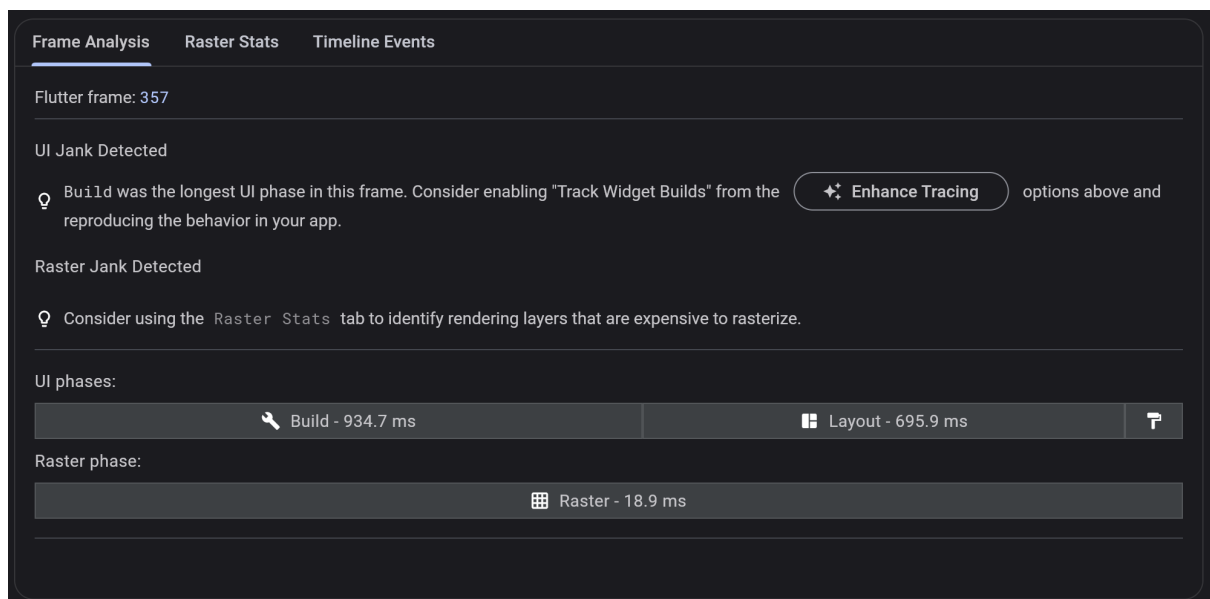 Frame Analysis Raster Stats Timeline Events
Flutter frame: 357
UI Jank Detected
Build was the longest UI phase in this frame. Consider enabling "Track Widget Builds" from the Enhance Tracing options above and
reproducing the behavior in your app.
Raster Jank Detected
Consider using the Raster Stats tab to identify rendering layers that are expensive to rasterize.
UI phases:
Build - 934.7 ms Layout - 695.9 ms
Raster phase:
Raster - 18.9 ms